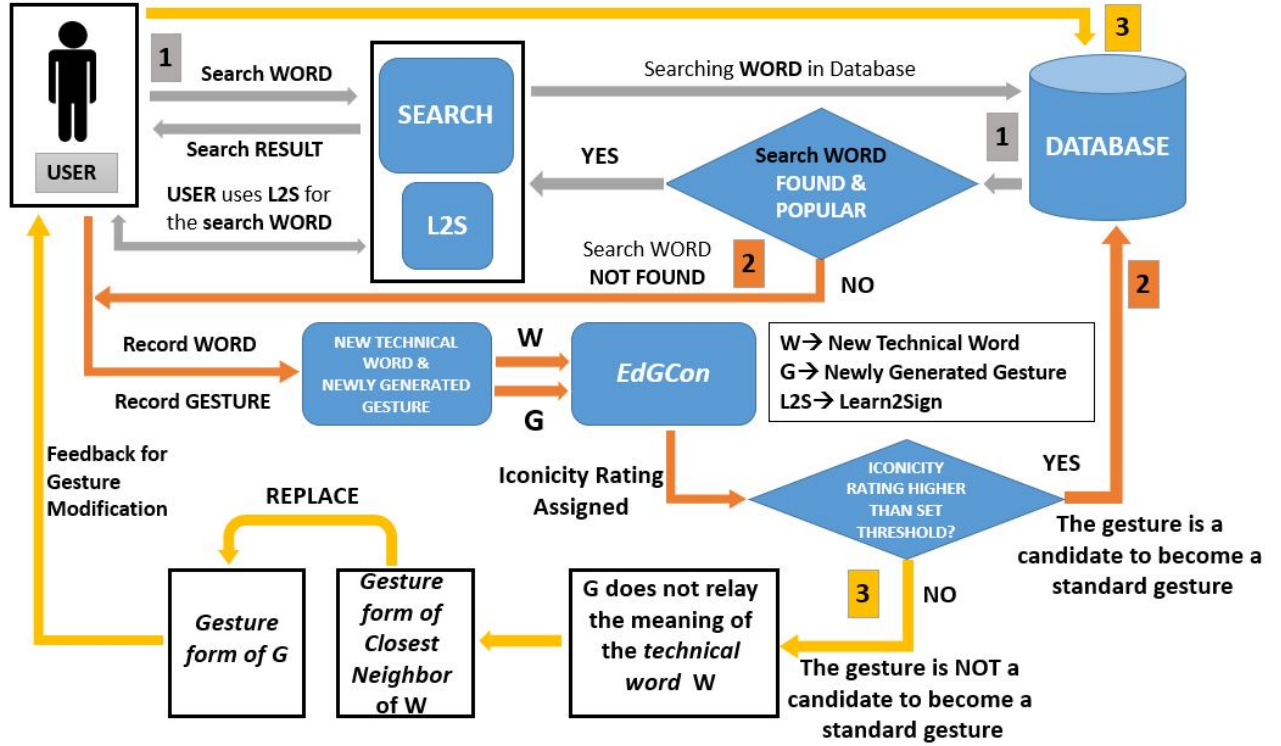 3
1
Search WORD
Searching WORD in Database
SEARCH
Search RESULT
USER
USER uses L2S for
the search WORD
L2S
YES
Search WORD
FOUND &
POPULAR
1
DATABASE
Search WORD
NOT FOUND
2
NO
2
Record WORD
Record GESTURE
NEW TECHNICAL
WORD &
NEWLY GENERATED
GESTURE
W
G
EdGCon
W→ New Technical Word
G→ Newly Generated Gesture
L2S→ Learn2Sign
Iconicity Rating
Assigned
ICONICITY
RATING HIGHER
THAN SET
THRESHOLD?
YES
The gesture is a
candidate to become a
standard gesture
3
NO
The gesture is NOT a
candidate to become a
standard gesture
G does not relay
the meaning of
the technical
word W
Gesture
form of
Closest
Neighbor
of W
REPLACE
Gesture
form of G
Feedback for
Gesture
Modification